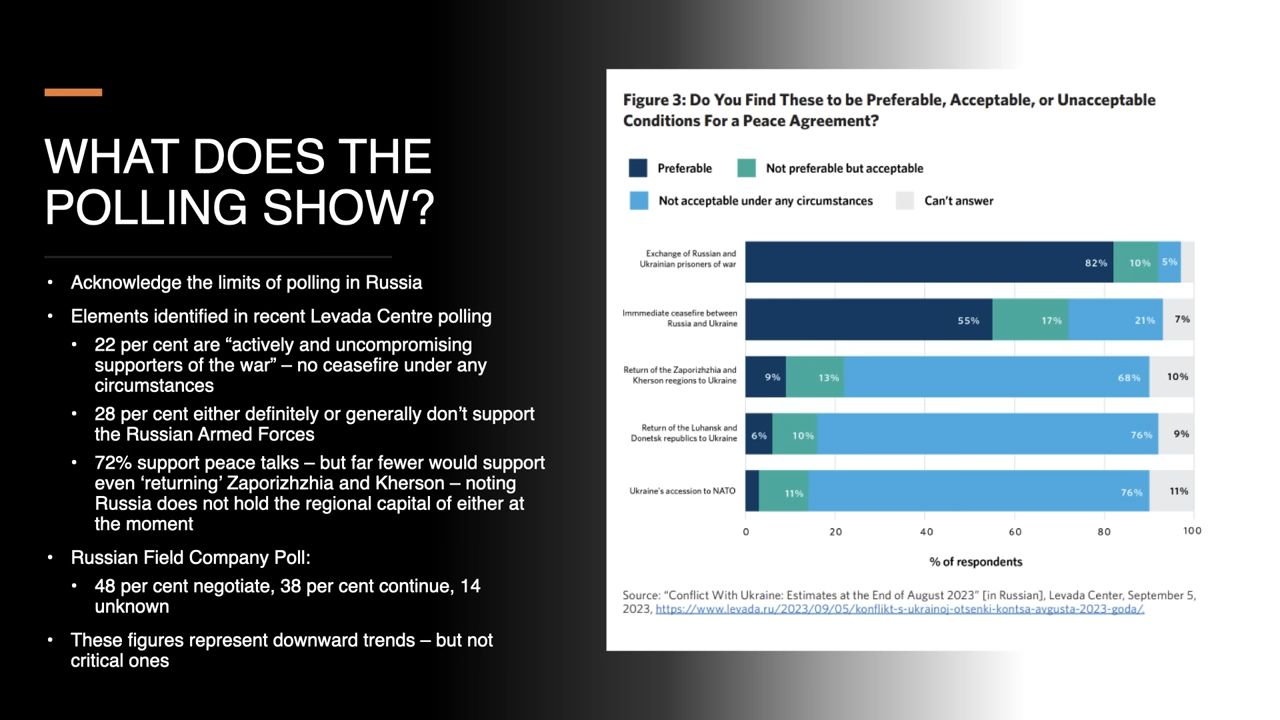 WHAT DOES THE
POLLING SHOW?
• Acknowledge the limits of polling in Russia
• Elements identified in recent Levada Centre polling
• 22 per cent are “actively and uncompromising
supporters of the war” – no ceasefire under any
circumstances
• 28 per cent either definitely or generally don’t support
the Russian Armed Forces
• 72% support peace talks – but far fewer would support
even ‘returning’ Zaporizhzhia and Kherson – noting
Russia does not hold the regional capital of either at
the moment
• Russian Field Company Poll:
• 48 per cent negotiate, 38 per cent continue, 14
unknown
• These figures represent downward trends – but not
critical ones
Figure 3: Do You Find These to be Preferable, Acceptable, or Unacceptable
Conditions For a Peace Agreement?
Preferable Not preferable but acceptable
Not acceptable under any circumstances Can’t answer
Exchange of Russian and
Ukrainian prisoners of war
82% 10% 5%
Immmediate ceasefire between
Russia and Ukraine
55% 17% 21% 7%
Return of the Zaporizhzhia and
Kherson reegions to Ukraine
9% 13% 68% 10%
Return of the Luhansk and
Donetsk republics to Ukraine
6% 10% 76% 9%
Ukraine's accession to NATO
11% 76% 11%
0 20 40 60 80 100
% of respondents
Source: “Conflict With Ukraine: Estimates at the End of August 2023” [in Russian], Levada Center, September 5,
2023, https://www.levada.ru/2023/09/05/konflikt-s-ukrainoj-otsenki-kontsa-avgusta-2023-goda/.